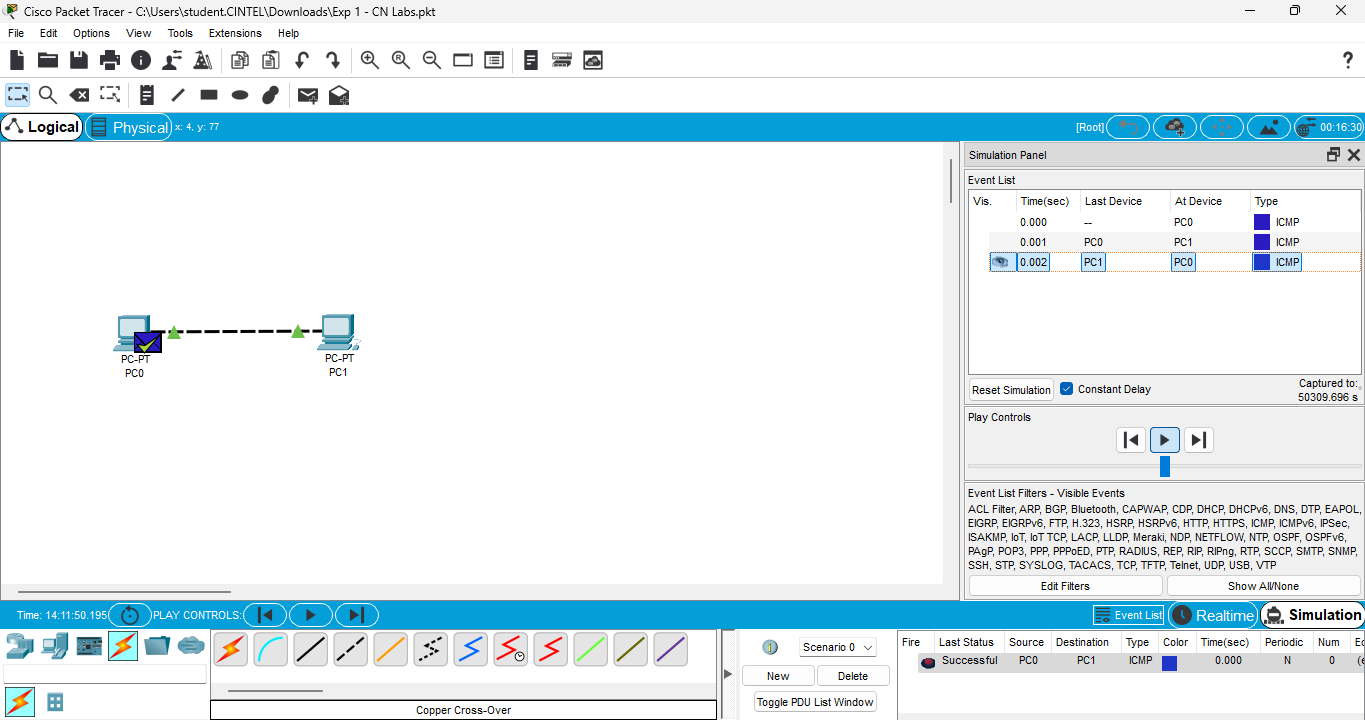 Cisco Packet Tracer - C:\Users\student.CINTEL\Downloads\Exp 1 - CN Labs.pkt
File Edit Options View Tools Extensions Help
Logical Physical x: 4, y: 77 [Root] 00:16:30
Simulation Panel
Event List
Vis. Time(sec) Last Device At Device Type
0.000 -- PC0 ICMP
0.001 PC0 PC1 ICMP
0.002 PC1 PC0 ICMP
PC-PT
PC0
PC-PT
PC1
Reset Simulation Constant Delay Captured to:
50309.696 s
Play Controls
Event List Filters - Visible Events
ACL Filter, ARP, BGP, Bluetooth, CAPWAP, CDP, DHCP, DHCPv6, DNS, DTP, EAPOL,
EIGRP, EIGRPv6, FTP, H.323, HSRP, HSRPv6, HTTP, HTTPS, ICMP, ICMPv6, IPSec,
ISAKMP, IoT, IoT TCP, LACP, LLDP, Meraki, NDP, NETFLOW, NTP, OSPF, OSPFv6,
PAgP, POP3, PPP, PPPoED, PTP, RADIUS, REP, RIP, RIPng, RTP, SCCP, SMTP, SNMP,
SSH, STP, SYSLOG, TACACS, TCP, TFTP, Telnet, UDP, USB, VTP
Edit Filters Show All/None
Time: 14:11:50.195 PLAY CONTROLS: Event List Realtime Simulation
Scenario 0
New Delete
Toggle PDU List Window
Fire Last Status Source Destination Type Color Time(sec) Periodic Num
Successful PC0 PC1 ICMP 0.000 N 0
Copper Cross-Over